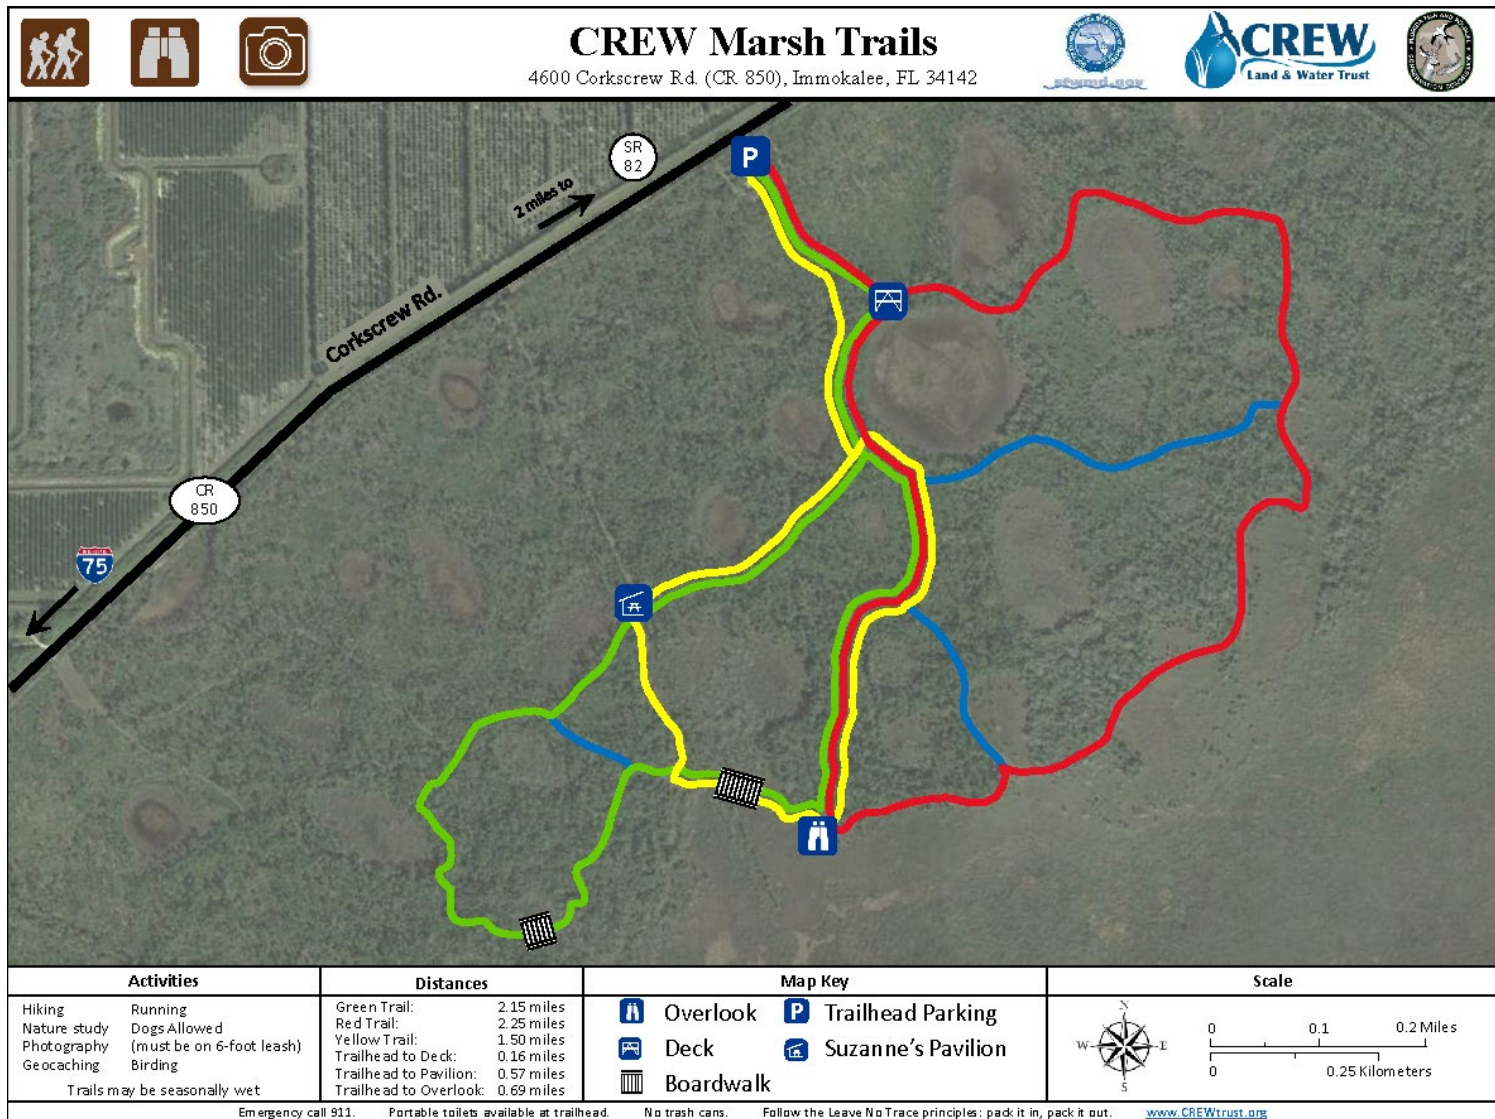 CREW Marsh Trails
4600 Corkscrew Rd. (CR 850), Immokalee, FL 34142
sfwmd.gov
CREW
Land & Water Trust
P
SR
82
2 miles to
Corkscrew Rd.
CR
850
75
Activities
Hiking Running
Nature study Dogs Allowed
Photography (must be on 6-foot leash)
Geocaching Birding
Trails may be seasonally wet
Distances
Green Trail: 2.15 miles
Red Trail: 2.25 miles
Yellow Trail: 1.50 miles
Trailhead to Deck: 0.16 miles
Trailhead to Pavilion: 0.57 miles
Trailhead to Overlook: 0.69 miles
Map Key
Overlook P Trailhead Parking
Deck Suzanne's Pavilion
Boardwalk
Scale
N
W E
S
0 0.1 0.2 Miles
0 0.25 Kilometers
Emergency call 911. Portable toilets available at trailhead. No trash cans. Follow the Leave No Trace principles: pack it in, pack it out. www.CREWtrust.org